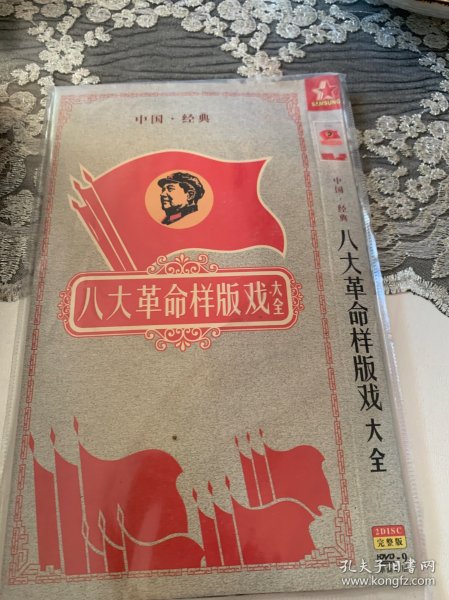 中国·经典
八大革命样版戏大全
SANSUNG
中国·经典
八大革命样版戏大全
2DISC
完整版
DVD-9
孔夫子旧书网
www.kongfz.com